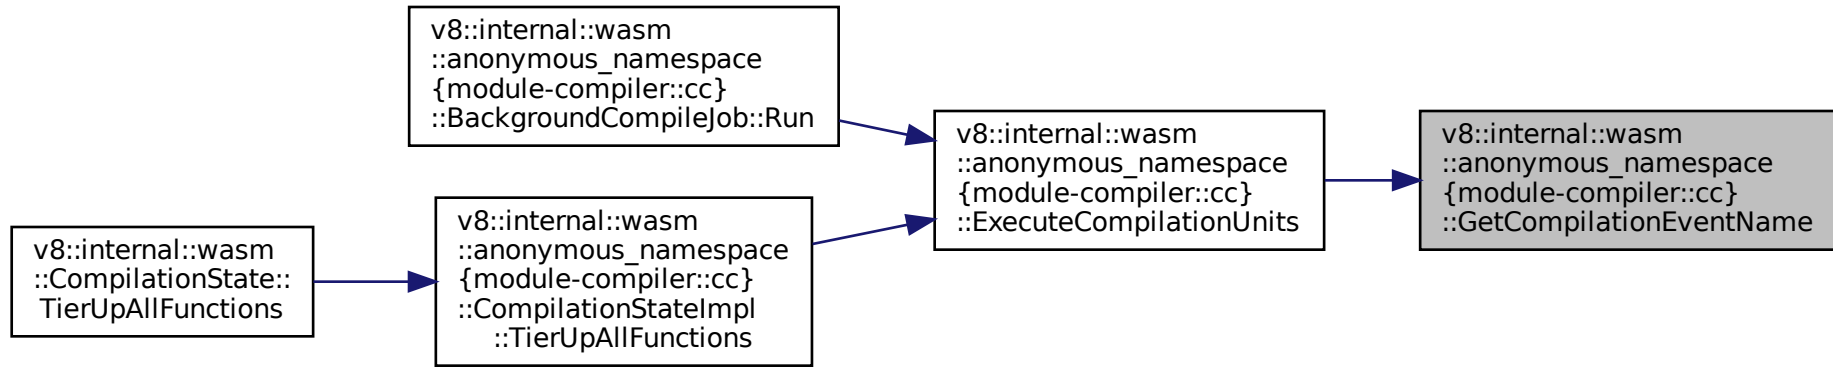 v8::internal::wasm
::anonymous_namespace
{module-compiler::cc}
::BackgroundCompileJob::Run
v8::internal::wasm
::CompilationState::
TierUpAllFunctions
v8::internal::wasm
::anonymous_namespace
{module-compiler::cc}
::CompilationStateImpl
::TierUpAllFunctions
v8::internal::wasm
::anonymous_namespace
{module-compiler::cc}
::ExecuteCompilationUnits
v8::internal::wasm
::anonymous_namespace
{module-compiler::cc}
::GetCompilationEventName